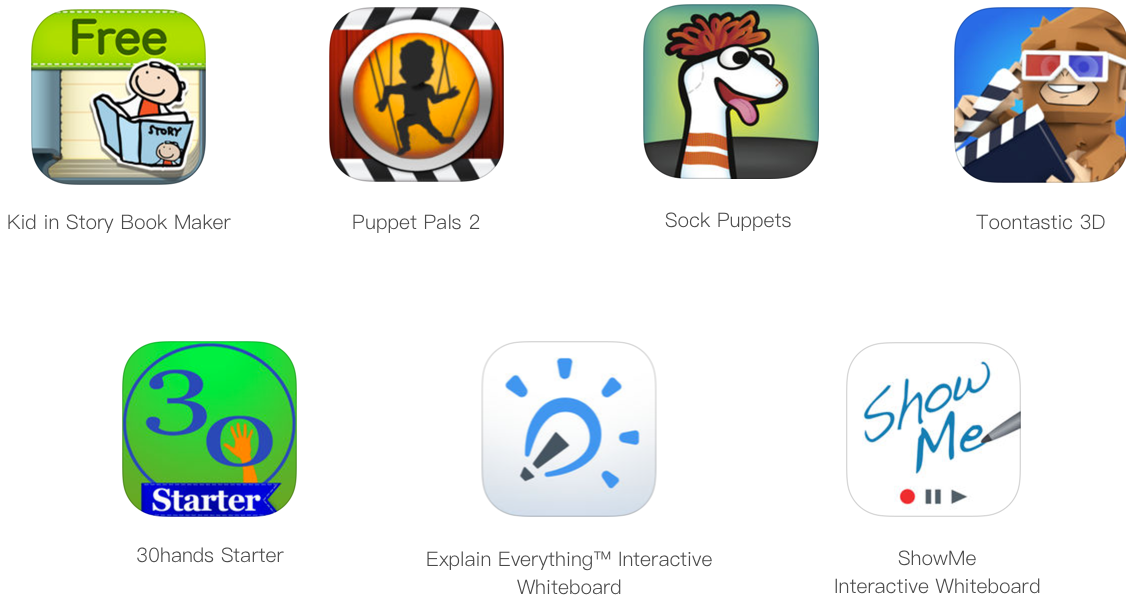 Free
STORY
Kid in Story Book Maker
Puppet Pals 2
Sock Puppets
Toontastic 3D
30
Starter
Show
Me
30hands Starter
Explain Everything™ Interactive
Whiteboard
ShowMe
Interactive Whiteboard